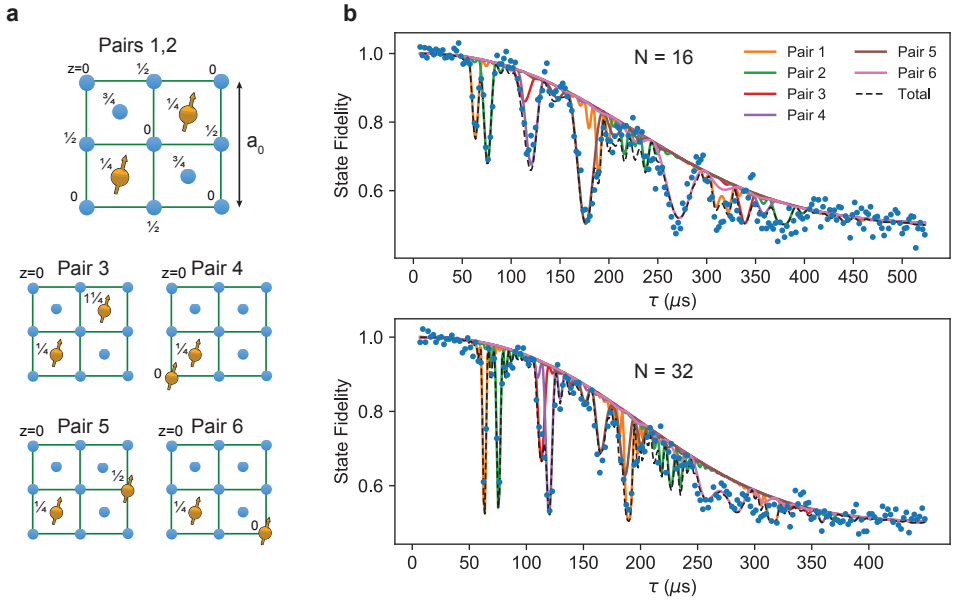 a
Pairs 1,2
z=0 ½ 0
¾ ¼
½ 0 ½ a₀
¼ ¾
0 ½ 0
z=0 Pair 3
1¼
¼
z=0 Pair 4
¼
0
z=0 Pair 5
½
¼
z=0 Pair 6
¼
0
b
N = 16
Pair 1
Pair 2
Pair 3
Pair 4
Pair 5
Pair 6
Total
State Fidelity
1.0
0.8
0.6
0 50 100 150 200 250 300 350 400 450 500
τ (μs)
N = 32
State Fidelity
1.0
0.8
0.6
0 50 100 150 200 250 300 350 400
τ (μs)